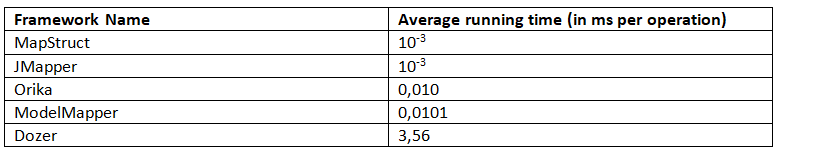 Framework Name Average running time (in ms per operation)
MapStruct 10⁻³
JMapper 10⁻³
Orika 0,010
ModelMapper 0,0101
Dozer 3,56